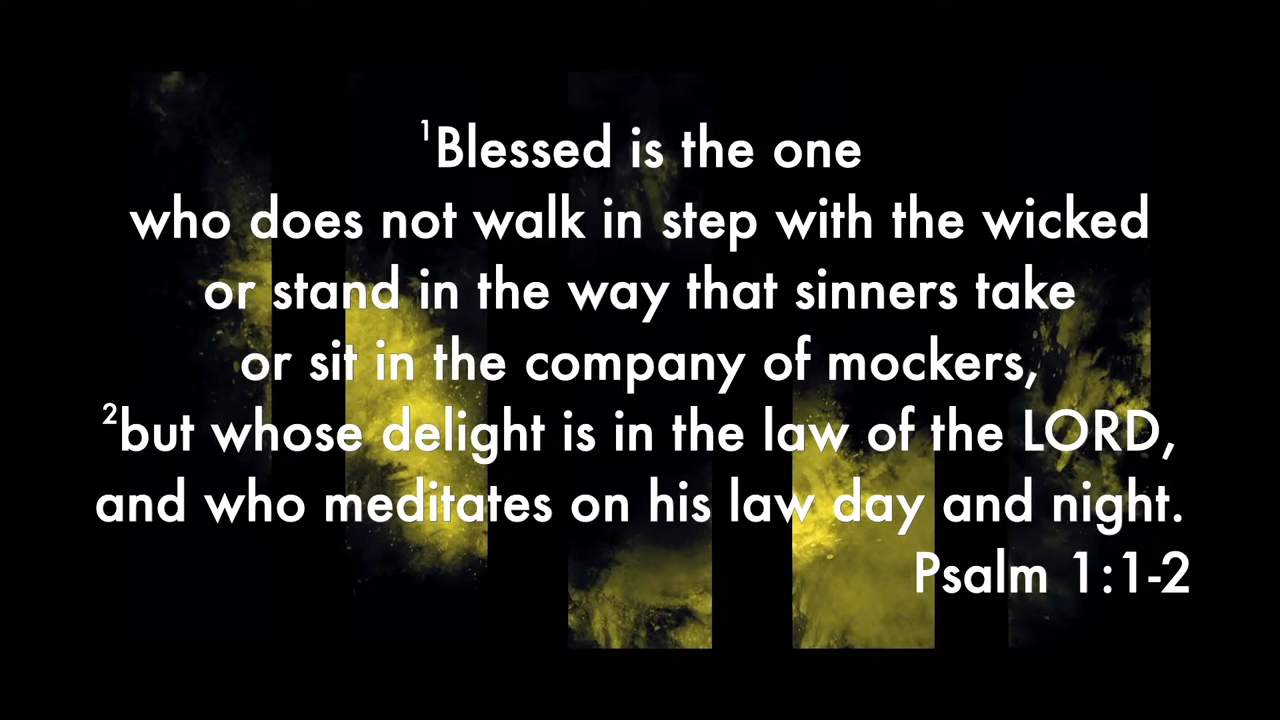 ¹Blessed is the one
who does not walk in step with the wicked
or stand in the way that sinners take
or sit in the company of mockers,
²but whose delight is in the law of the LORD,
and who meditates on his law day and night.
Psalm 1:1-2